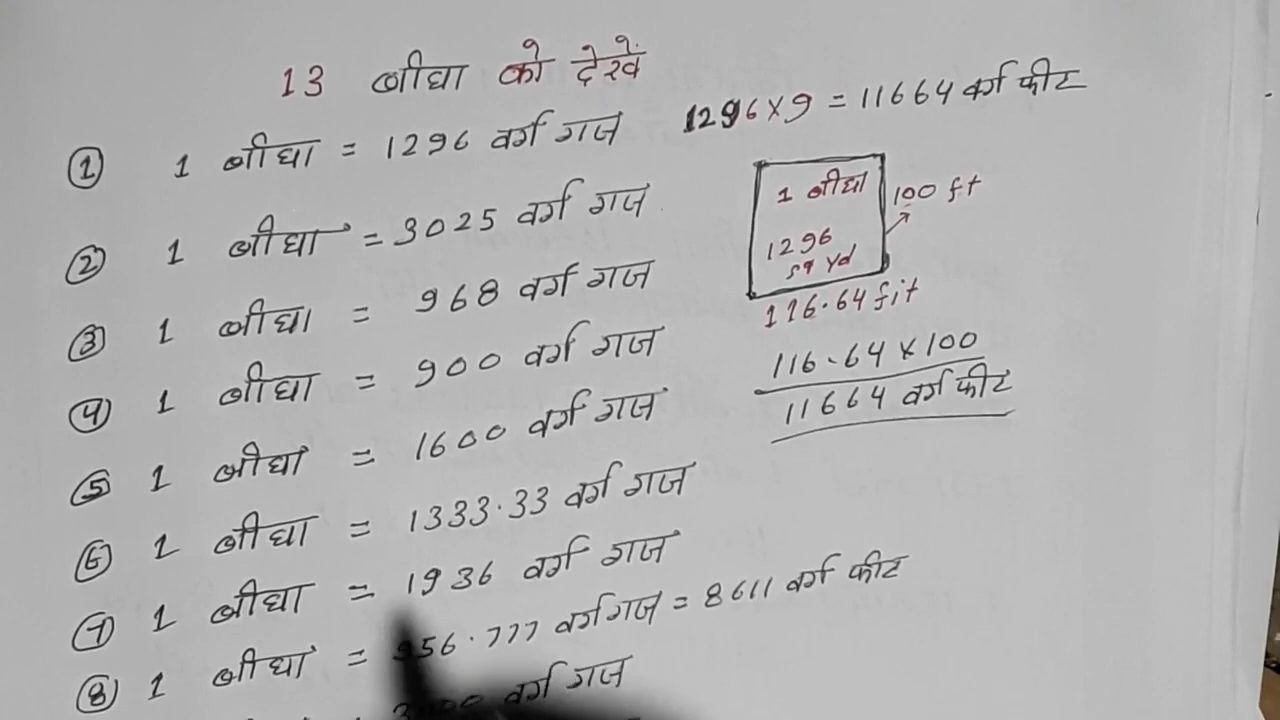 13 बीघा को देखें
① 1 बीघा = 1296 वर्ग गज
1296×9 = 11664 वर्ग फीट
② 1 बीघा = 3025 वर्ग गज
③ 1 बीघा = 968 वर्ग गज
④ 1 बीघा = 900 वर्ग गज
⑤ 1 बीघा = 1600 वर्ग गज
⑥ 1 बीघा = 1333.33 वर्ग गज
⑦ 1 बीघा = 1936 वर्ग गज
⑧ 1 बीघा = 956.777 वर्ग गज = 8611 वर्ग फीट
वर्ग गज
1 बीघा
1296
sq yd
100 ft
116.64 fit
116.64 × 100
11664 वर्ग फीट